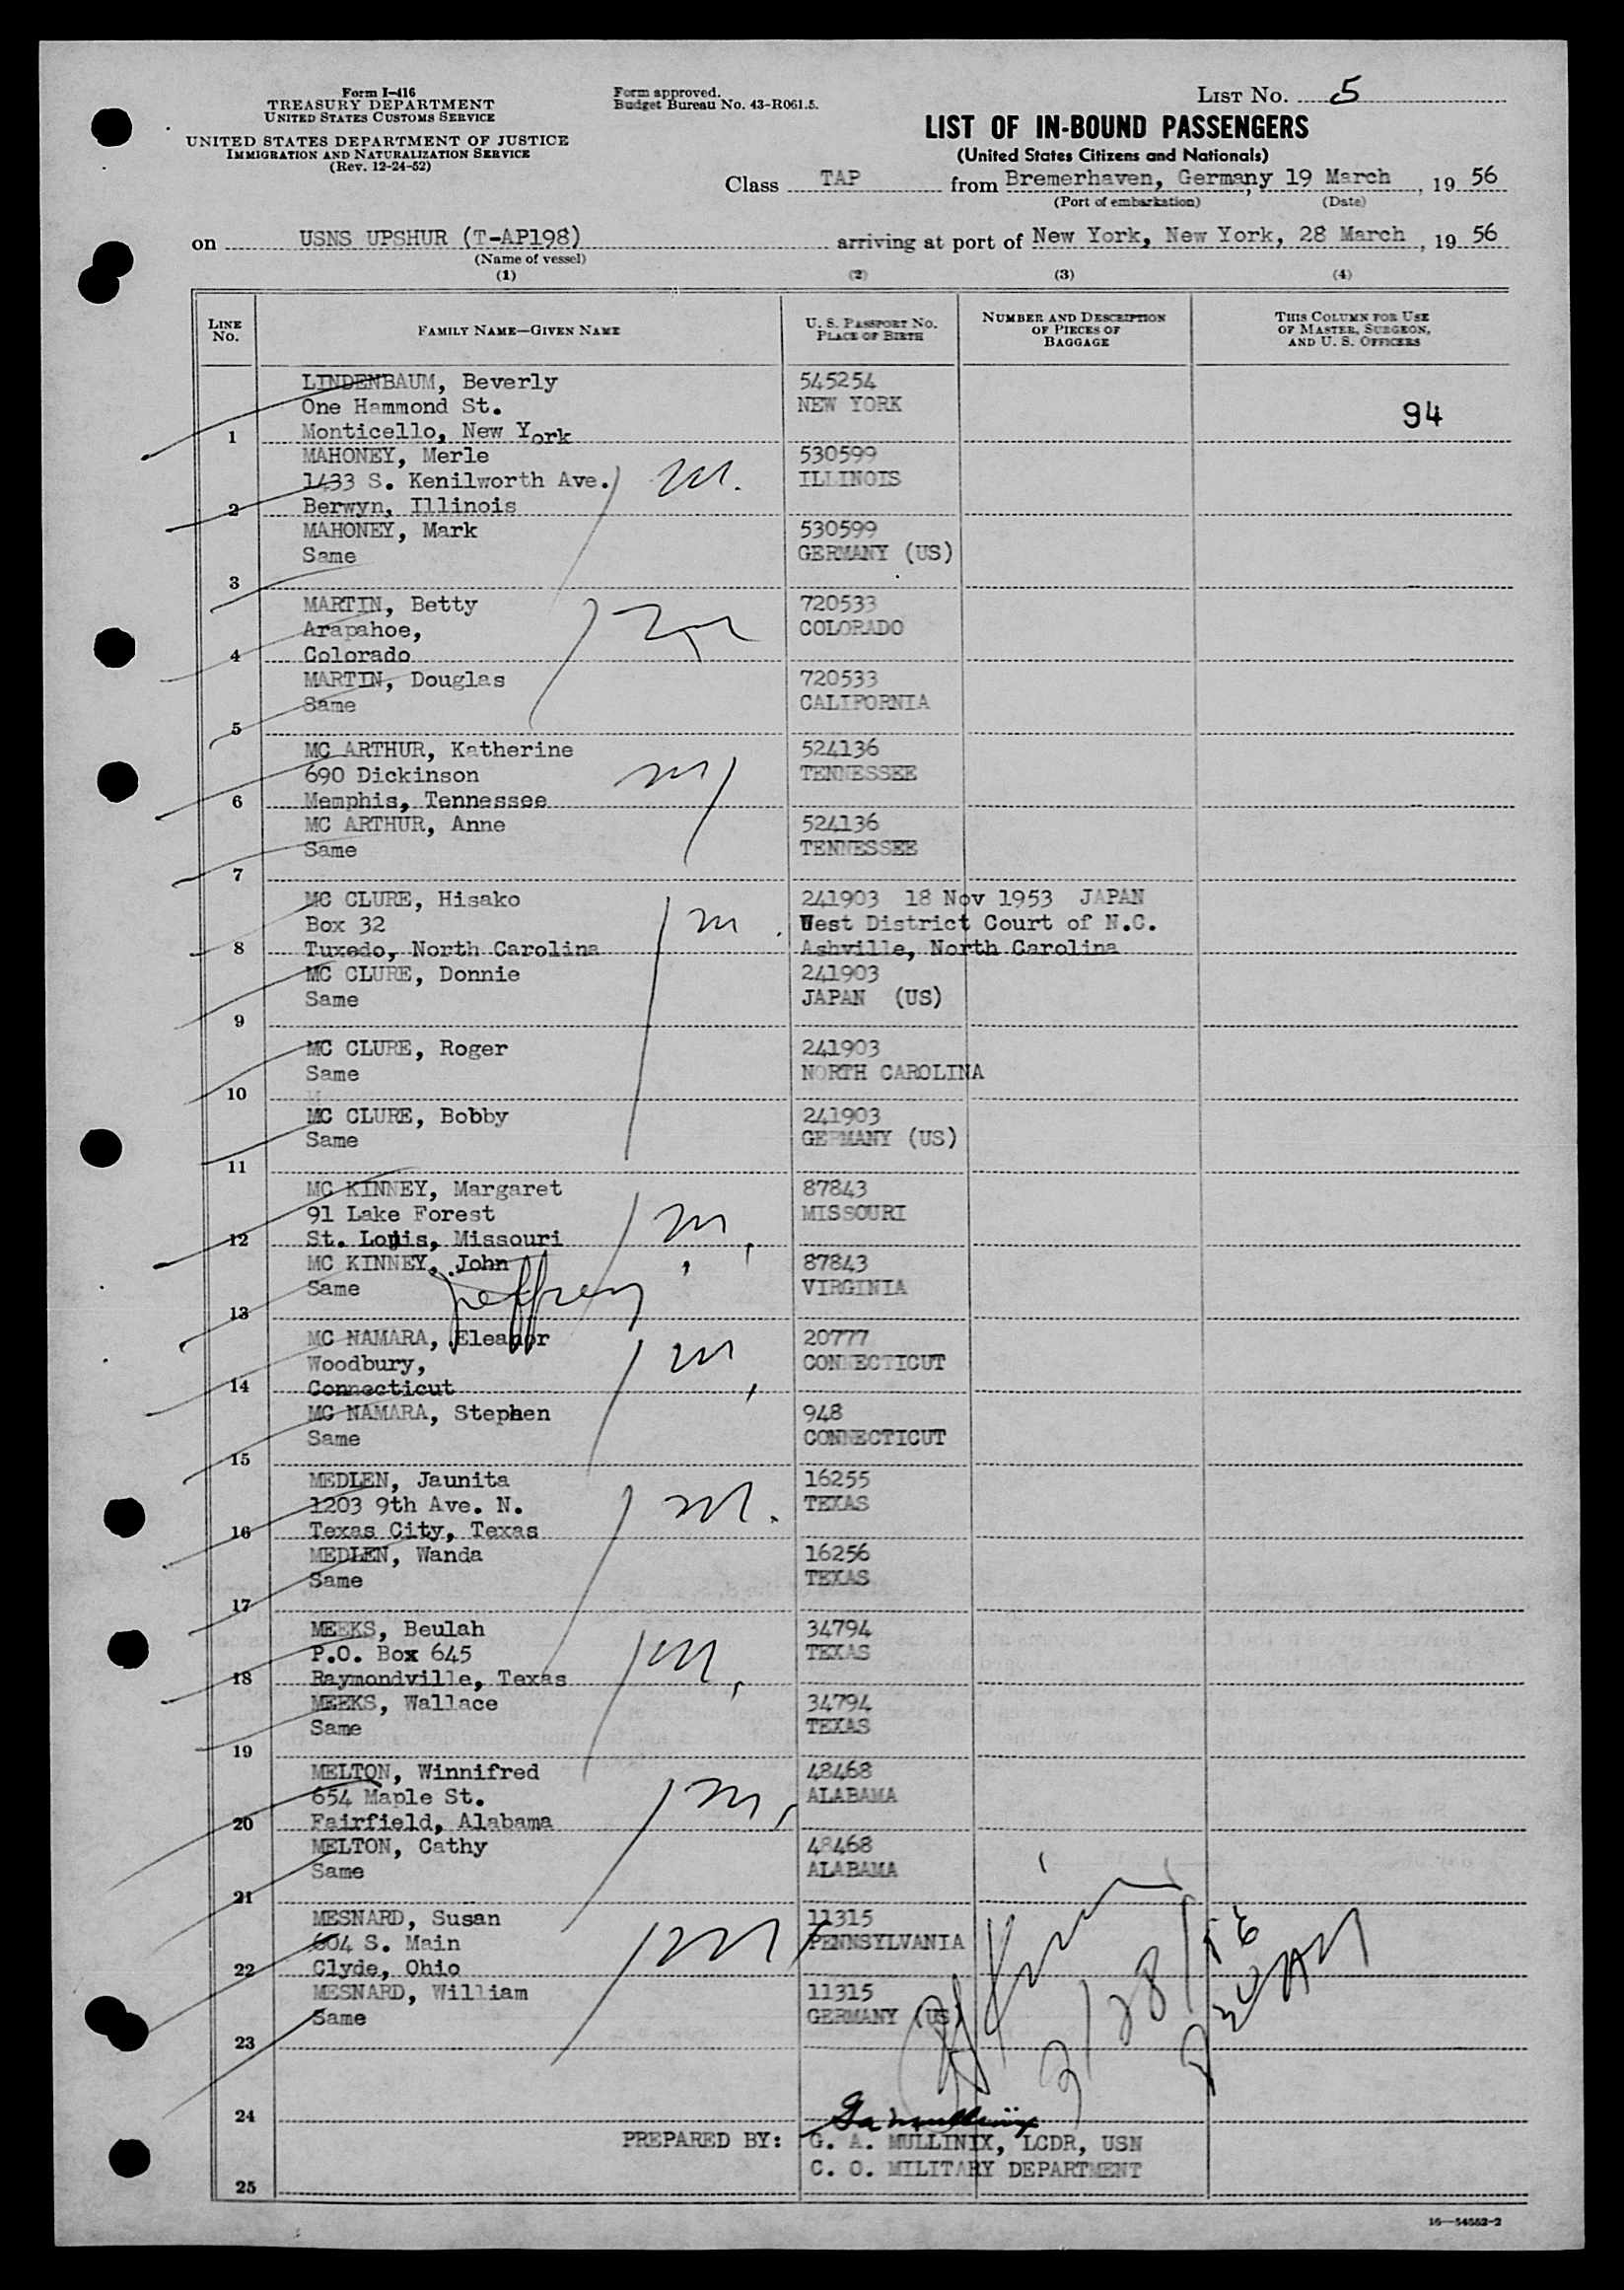 Form I-416
TREASURY DEPARTMENT
UNITED STATES CUSTOMS SERVICE
UNITED STATES DEPARTMENT OF JUSTICE
IMMIGRATION AND NATURALIZATION SERVICE
(Rev. 12-24-52)
Form approved.
Budget Bureau No. 43-R061.5.
LIST NO. 5
LIST OF IN-BOUND PASSENGERS
(United States Citizens and Nationals)
Class TAP from Bremerhaven, Germany, 19 March, 19 56
(Port of embarkation) (Date)
on USNS UPSHUR (T-AP198) arriving at port of New York, New York, 28 March, 19 56
(Name of vessel)
(1) (2) (3) (4)
LINE NO.
FAMILY NAME—GIVEN NAME
U. S. PASSPORT NO.
PLACE OF BIRTH
NUMBER AND DESCRIPTION
OF PIECES OF
BAGGAGE
THIS COLUMN FOR USE
OF MASTER, SURGEON,
AND U. S. OFFICERS
LINDENBAUM, Beverly 545254
One Hammond St. NEW YORK 94
1 Monticello, New York
MAHONEY, Merle 530599
1433 S. Kenilworth Ave. M. ILLINOIS
2 Berwyn, Illinois
MAHONEY, Mark 530599
Same GERMANY (US)
3
MARTIN, Betty 720533
Arapahoe, COLORADO
4 Colorado
MARTIN, Douglas 720533
Same CALIFORNIA
5
MC ARTHUR, Katherine 524136
690 Dickinson M TENNESSEE
6 Memphis, Tennessee
MC ARTHUR, Anne 524136
Same TENNESSEE
7
MC CLURE, Hisako 241903 18 Nov 1953 JAPAN
Box 32 M West District Court of N.C.
8 Tuxedo, North Carolina Ashville, North Carolina
MC CLURE, Donnie 241903
Same JAPAN (US)
9
MC CLURE, Roger 241903
Same NORTH CAROLINA
10
MC CLURE, Bobby 241903
Same GERMANY (US)
11
MC KINNEY, Margaret 87843
91 Lake Forest M MISSOURI
12 St. Louis, Missouri
MC KINNEY, John 87843
Same Jeffrey VIRGINIA
13
MC NAMARA, Eleanor 20777
Woodbury, M CONNECTICUT
14 Connecticut
MC NAMARA, Stephen 948
Same CONNECTICUT
15
MEDLEN, Jaunita 16255
1203 9th Ave. N. M. TEXAS
16 Texas City, Texas
MEDLEN, Wanda 16256
Same TEXAS
17
MEEKS, Beulah 34794
P.O. Box 645 M TEXAS
18 Raymondville, Texas
MEEKS, Wallace 34794
Same TEXAS
19
MELTON, Winnifred 48468
654 Maple St. M ALABAMA
20 Fairfield, Alabama
MELTON, Cathy 48468
Same ALABAMA
21
MESNARD, Susan 11315
604 S. Main M PENNSYLVANIA
22 Clyde, Ohio
MESNARD, William 11315
Same GERMANY (US)
23
3/28/56
24
PREPARED BY: G. A. MULLINIX, LCDR, USN
C. O. MILITARY DEPARTMENT
25
16—54552-2